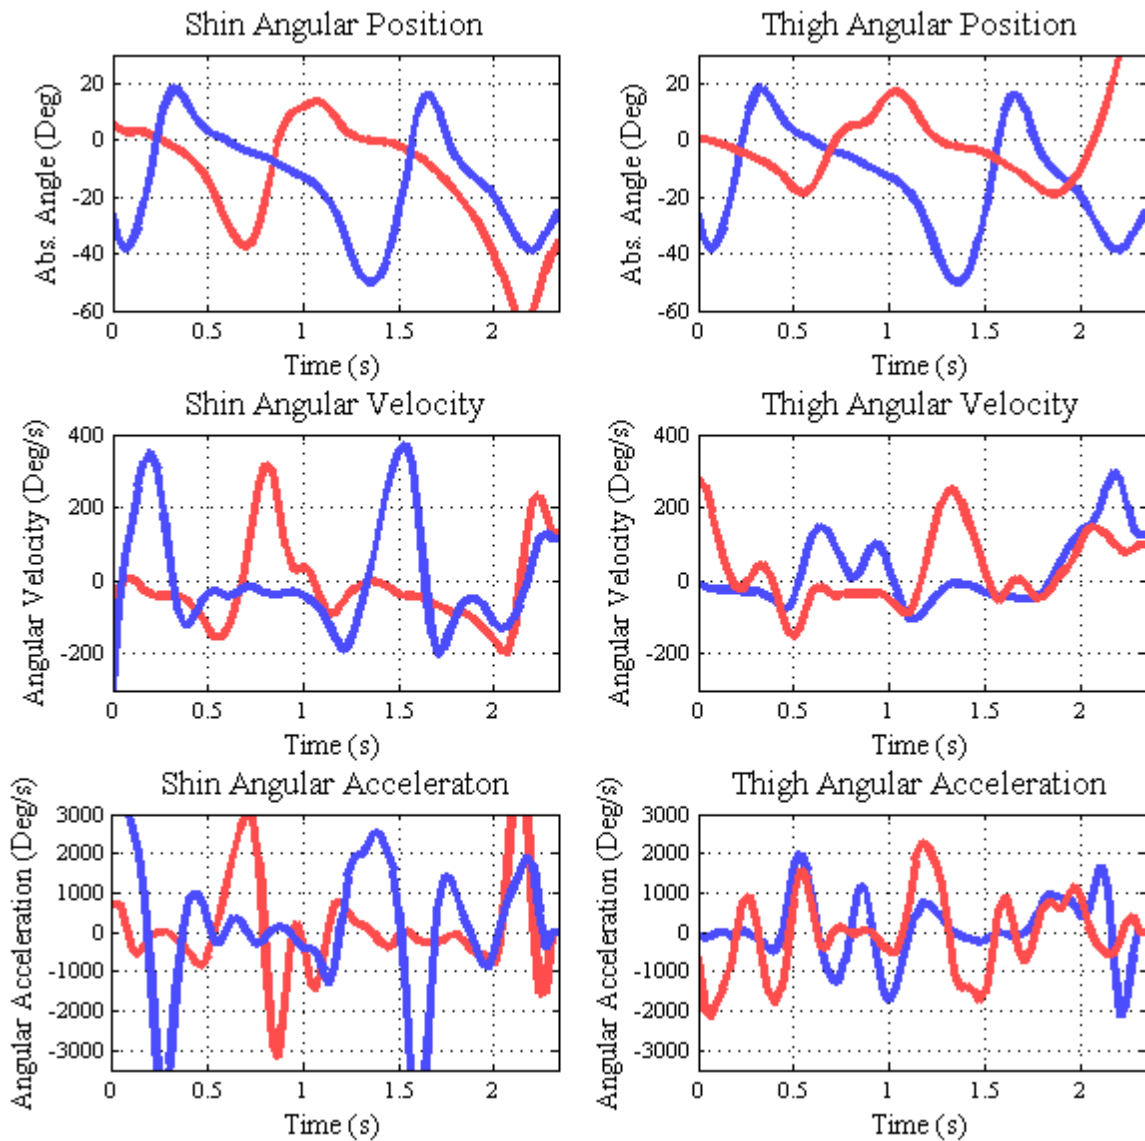 Shin Angular Position
Abs. Angle (Deg)
20
0
-20
-40
-60
0 0.5 1 1.5 2
Time (s)
Thigh Angular Position
Abs. Angle (Deg)
20
0
-20
-40
-60
0 0.5 1 1.5 2
Time (s)
Shin Angular Velocity
Angular Velocity (Deg/s)
400
200
0
-200
0 0.5 1 1.5 2
Time (s)
Thigh Angular Velocity
Angular Velocity (Deg/s)
400
200
0
-200
0 0.5 1 1.5 2
Time (s)
Shin Angular Acceleraton
Angular Acceleration (Deg/s)
3000
2000
1000
0
-1000
-2000
-3000
0 0.5 1 1.5 2
Time (s)
Thigh Angular Acceleration
Angular Acceleration (Deg/s)
3000
2000
1000
0
-1000
-2000
-3000
0 0.5 1 1.5 2
Time (s)